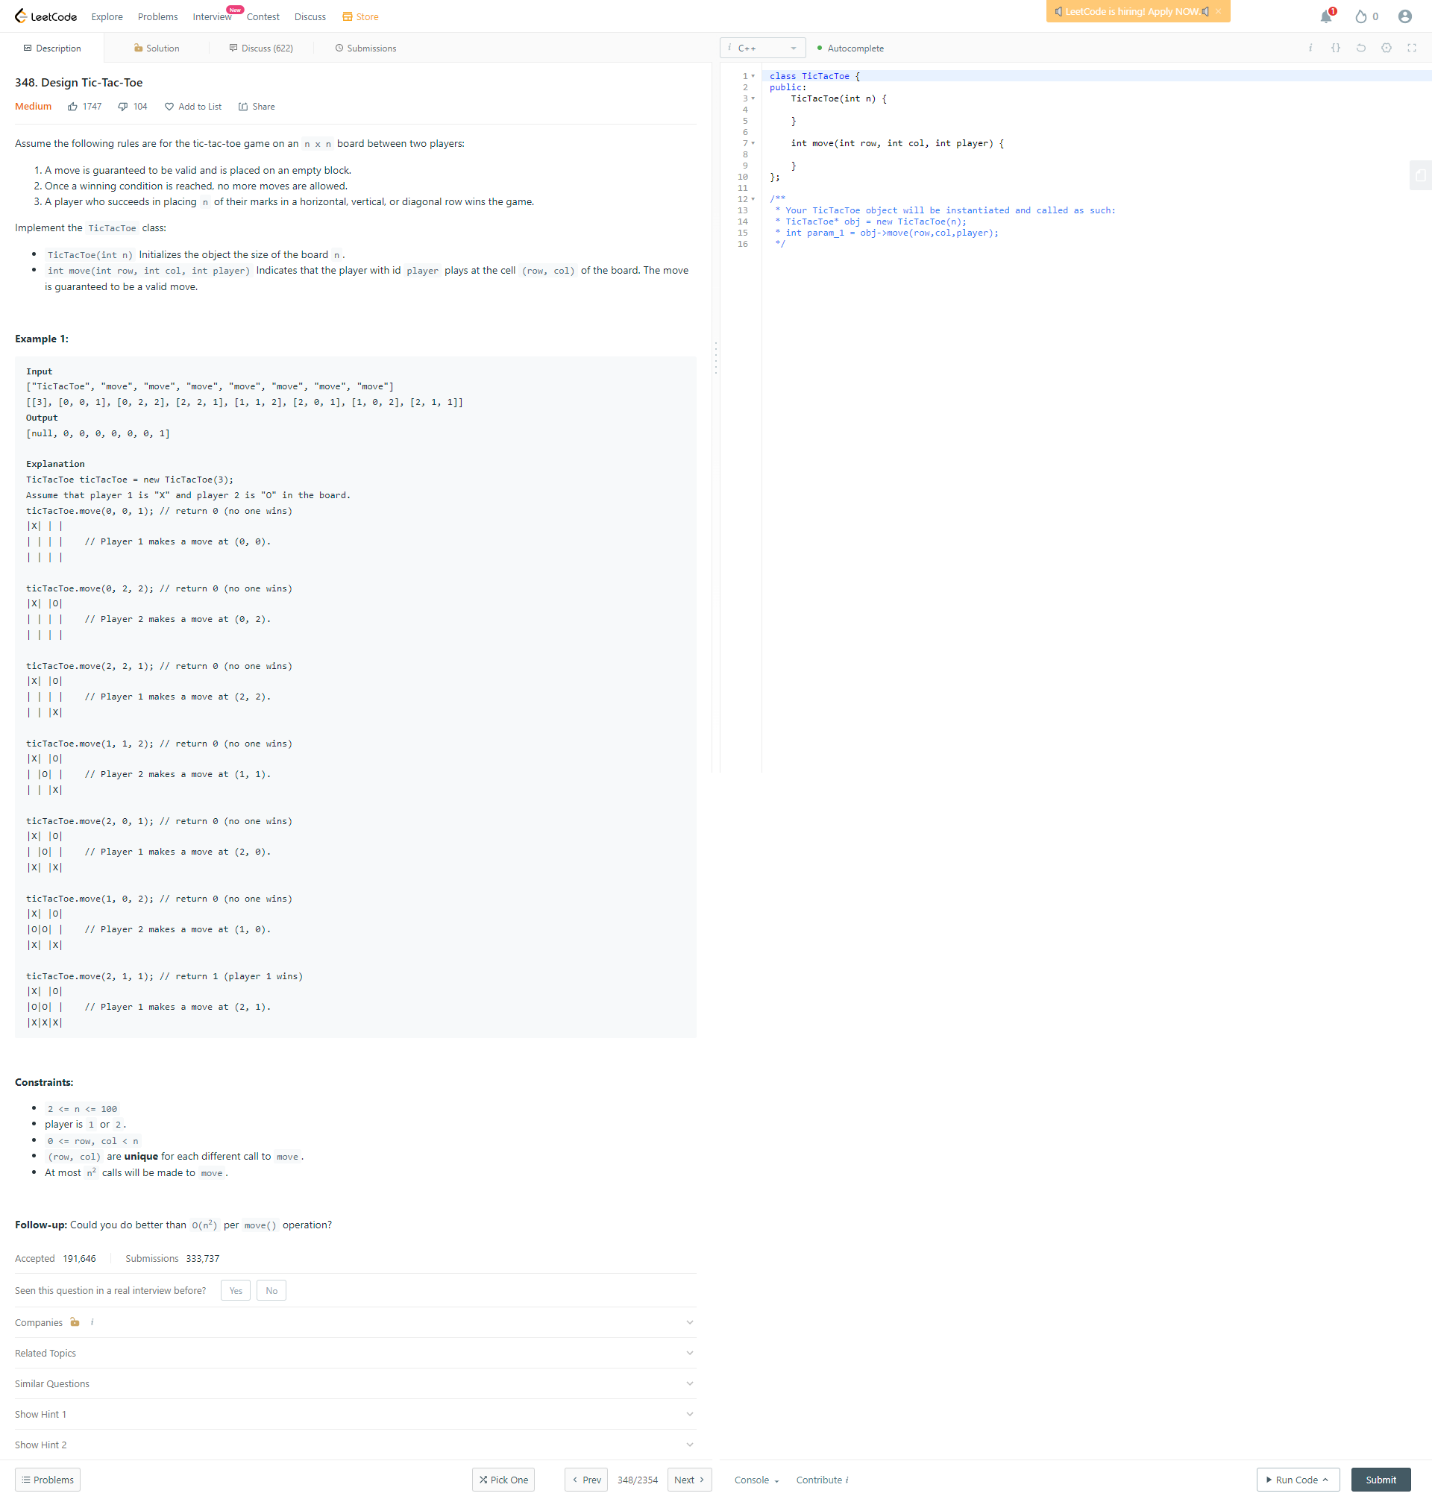 LeetCode Explore Problems Interview New Contest Discuss Store LeetCode is hiring! Apply NOW. × 1 0
Description Solution Discuss (622) Submissions i C++ Autocomplete i {}
348. Design Tic-Tac-Toe
Medium 1747 104 Add to List Share
Assume the following rules are for the tic-tac-toe game on an n x n board between two players:
1. A move is guaranteed to be valid and is placed on an empty block.
2. Once a winning condition is reached, no more moves are allowed.
3. A player who succeeds in placing n of their marks in a horizontal, vertical, or diagonal row wins the game.
Implement the TicTacToe class:
• TicTacToe(int n) Initializes the object the size of the board n.
• int move(int row, int col, int player) Indicates that the player with id player plays at the cell (row, col) of the board. The move
is guaranteed to be a valid move.
Example 1:
Input
["TicTacToe", "move", "move", "move", "move", "move", "move", "move"]
[[3], [0, 0, 1], [0, 2, 2], [2, 2, 1], [1, 1, 2], [2, 0, 1], [1, 0, 2], [2, 1, 1]]
Output
[null, 0, 0, 0, 0, 0, 0, 1]
Explanation
TicTacToe ticTacToe = new TicTacToe(3);
Assume that player 1 is "X" and player 2 is "O" in the board.
ticTacToe.move(0, 0, 1); // return 0 (no one wins)
|X| | |
| | | | // Player 1 makes a move at (0, 0).
| | | |
ticTacToe.move(0, 2, 2); // return 0 (no one wins)
|X| |O|
| | | | // Player 2 makes a move at (0, 2).
| | | |
ticTacToe.move(2, 2, 1); // return 0 (no one wins)
|X| |O|
| | | | // Player 1 makes a move at (2, 2).
| | |X|
ticTacToe.move(1, 1, 2); // return 0 (no one wins)
|X| |O|
| |O| | // Player 2 makes a move at (1, 1).
| | |X|
ticTacToe.move(2, 0, 1); // return 0 (no one wins)
|X| |O|
| |O| | // Player 1 makes a move at (2, 0).
|X| |X|
ticTacToe.move(1, 0, 2); // return 0 (no one wins)
|X| |O|
|O|O| | // Player 2 makes a move at (1, 0).
|X| |X|
ticTacToe.move(2, 1, 1); // return 1 (player 1 wins)
|X| |O|
|O|O| | // Player 1 makes a move at (2, 1).
|X|X|X|
Constraints:
• 2 <= n <= 100
• player is 1 or 2.
• 0 <= row, col < n
• (row, col) are unique for each different call to move.
• At most n² calls will be made to move.
Follow-up: Could you do better than O(n²) per move() operation?
Accepted 191,646 Submissions 333,737
Seen this question in a real interview before? Yes No
Companies i
Related Topics
Similar Questions
Show Hint 1
Show Hint 2
1 class TicTacToe {
2 public:
3 TicTacToe(int n) {
4
5 }
6
7 int move(int row, int col, int player) {
8
9 }
10 };
11
12 /**
13 * Your TicTacToe object will be instantiated and called as such:
14 * TicTacToe* obj = new TicTacToe(n);
15 * int param_1 = obj->move(row,col,player);
16 */
Problems Pick One Prev 348/2354 Next Console Contribute i Run Code Submit